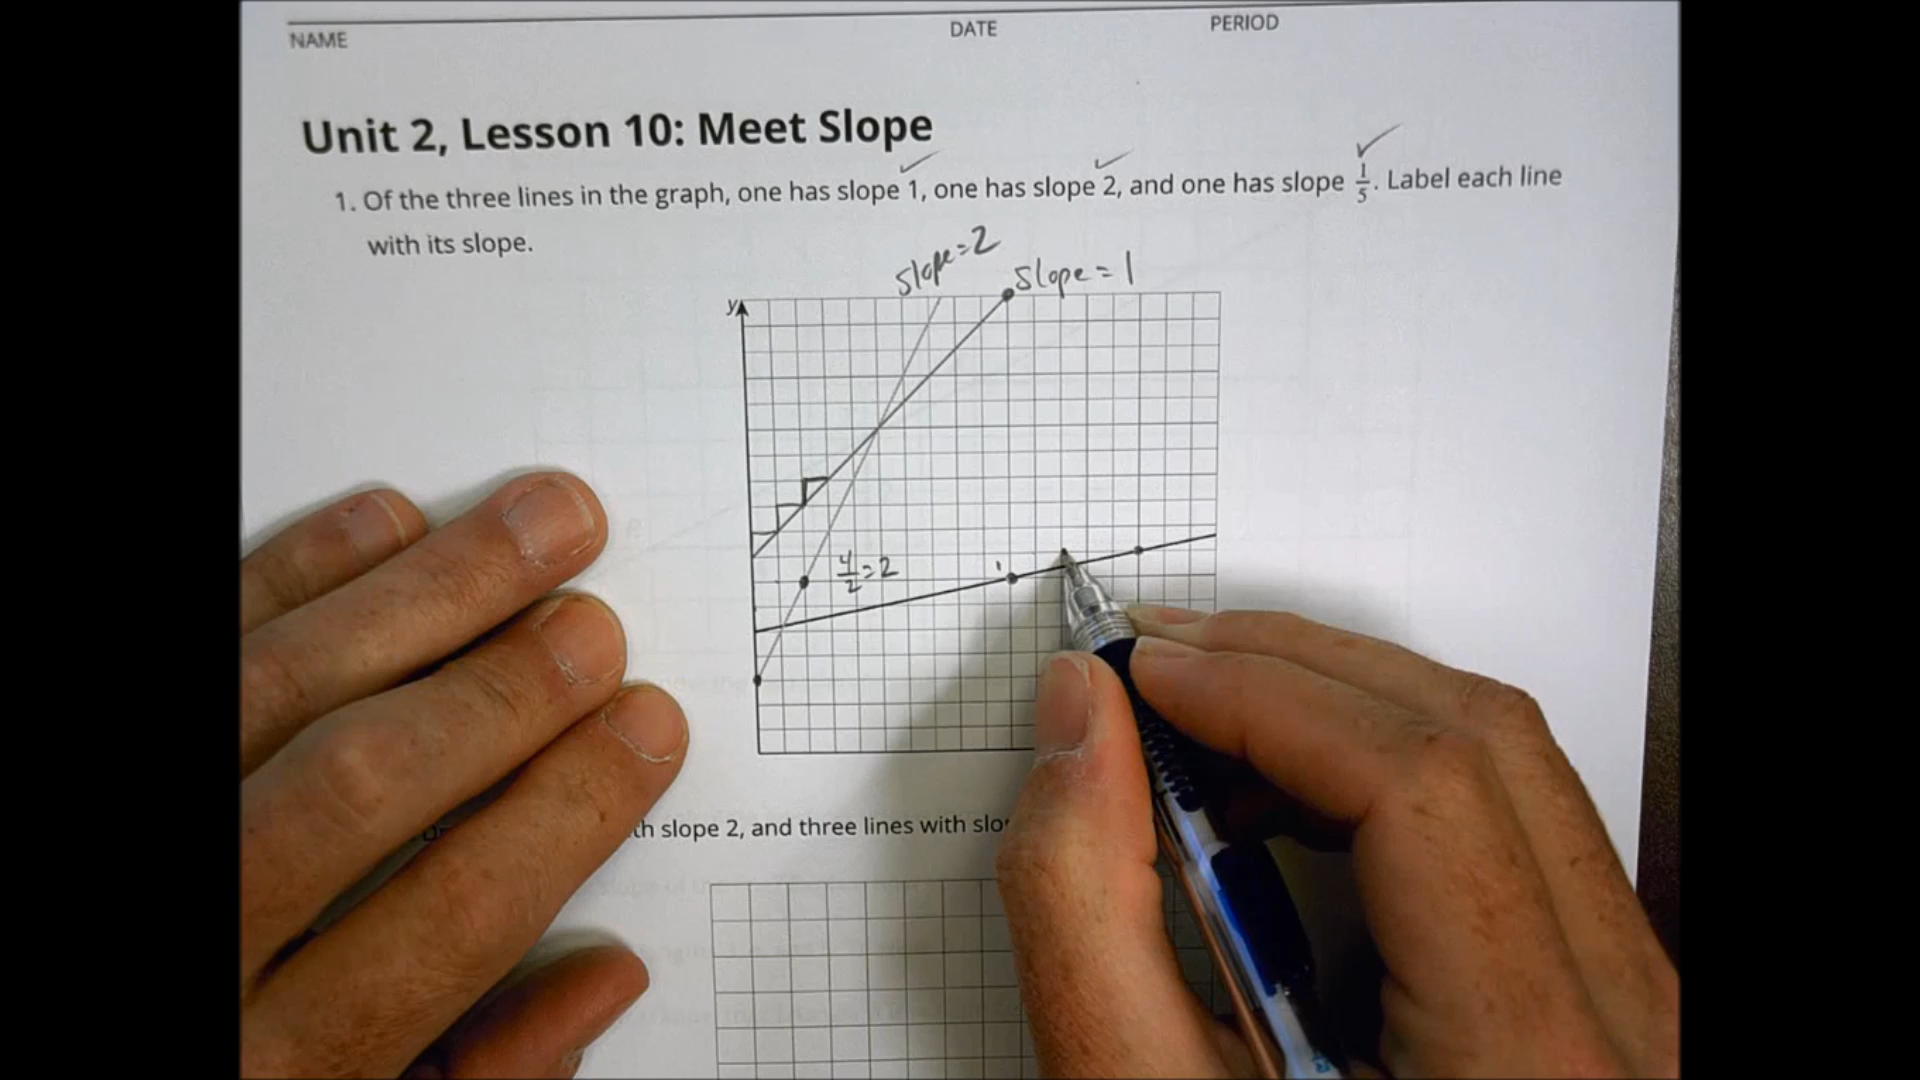 NAME DATE PERIOD
Unit 2, Lesson 10: Meet Slope
1. Of the three lines in the graph, one has slope 1, one has slope 2, and one has slope 1/5. Label each line
with its slope.
slope=2
slope = 1
y
4/2=2
slope 2, and three lines with